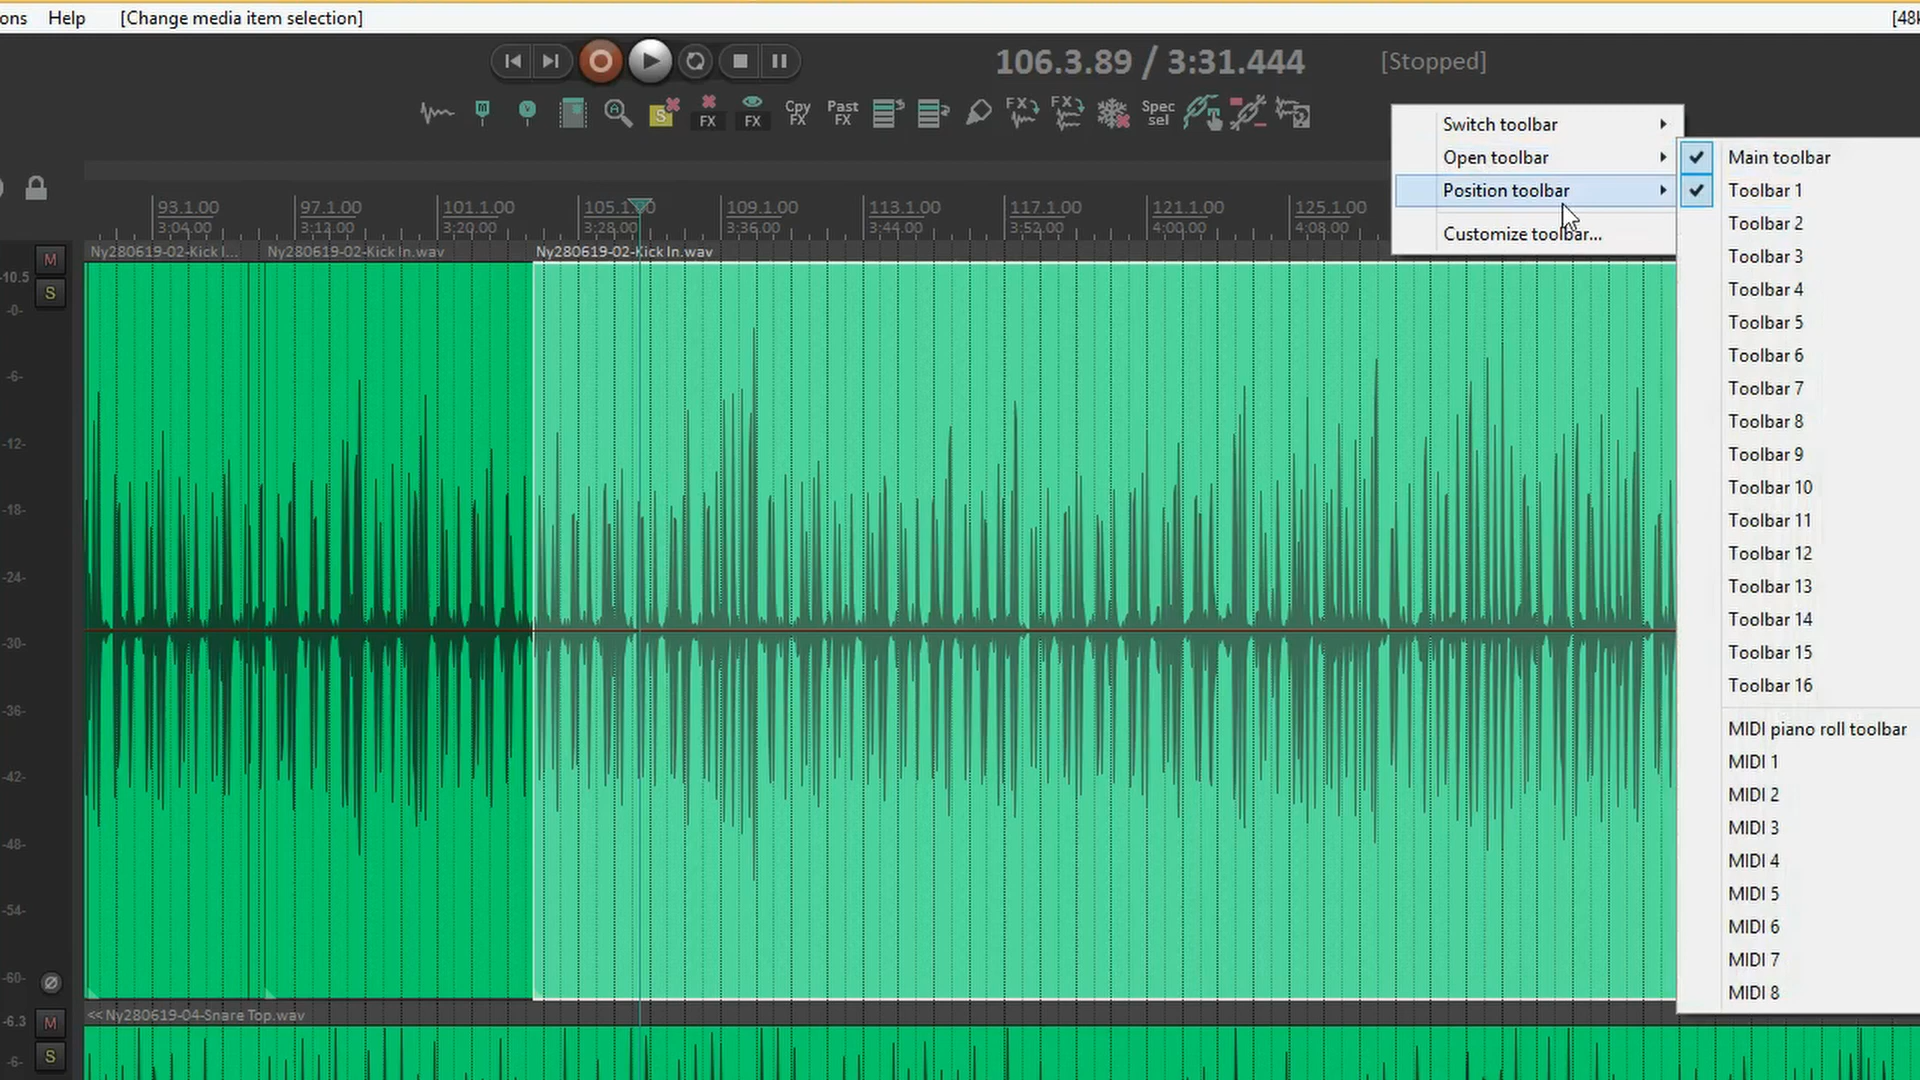 ons Help [Change media item selection] [48k
106.3.89 / 3:31.444 [Stopped]
FX FX Cpy FX Past FX FX FX Spec sel
Switch toolbar
Open toolbar
Position toolbar
Customize toolbar...
Main toolbar
Toolbar 1
Toolbar 2
Toolbar 3
Toolbar 4
Toolbar 5
Toolbar 6
Toolbar 7
Toolbar 8
Toolbar 9
Toolbar 10
Toolbar 11
Toolbar 12
Toolbar 13
Toolbar 14
Toolbar 15
Toolbar 16
MIDI piano roll toolbar
MIDI 1
MIDI 2
MIDI 3
MIDI 4
MIDI 5
MIDI 6
MIDI 7
MIDI 8
93.1.00 97.1.00 101.1.00 105.1.00 109.1.00 113.1.00 117.1.00 121.1.00 125.1.00
3:04.00 3:12.00 3:20.00 3:28.00 3:36.00 3:44.00 3:52.00 4:00.00 4:08.00
Ny280619-02-Kick I... Ny280619-02-Kick In.wav Ny280619-02-Kick In.wav
M
-10.5
S
-0-
-6-
-12-
-18-
-24-
-30-
-36-
-42-
-48-
-54-
-60-
<< Ny280619-04-Snare Top.wav
-6.3 M
S
-6-